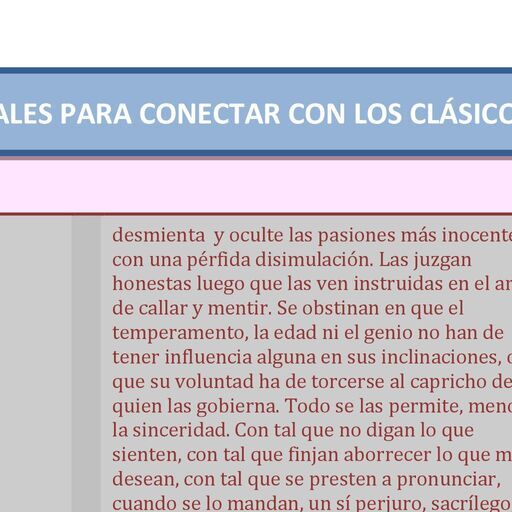 ALES PARA CONECTAR CON LOS CLÁSICO
desmienta y oculte las pasiones más inocente
con una pérfida disimulación. Las juzgan
honestas luego que las ven instruidas en el ar
de callar y mentir. Se obstinan en que el
temperamento, la edad ni el genio no han de
tener influencia alguna en sus inclinaciones, o
que su voluntad ha de torcerse al capricho de
quien las gobierna. Todo se las permite, meno
la sinceridad. Con tal que no digan lo que
sienten, con tal que finjan aborrecer lo que m
desean, con tal que se presten a pronunciar,
cuando se lo mandan, un sí perjuro, sacrílego